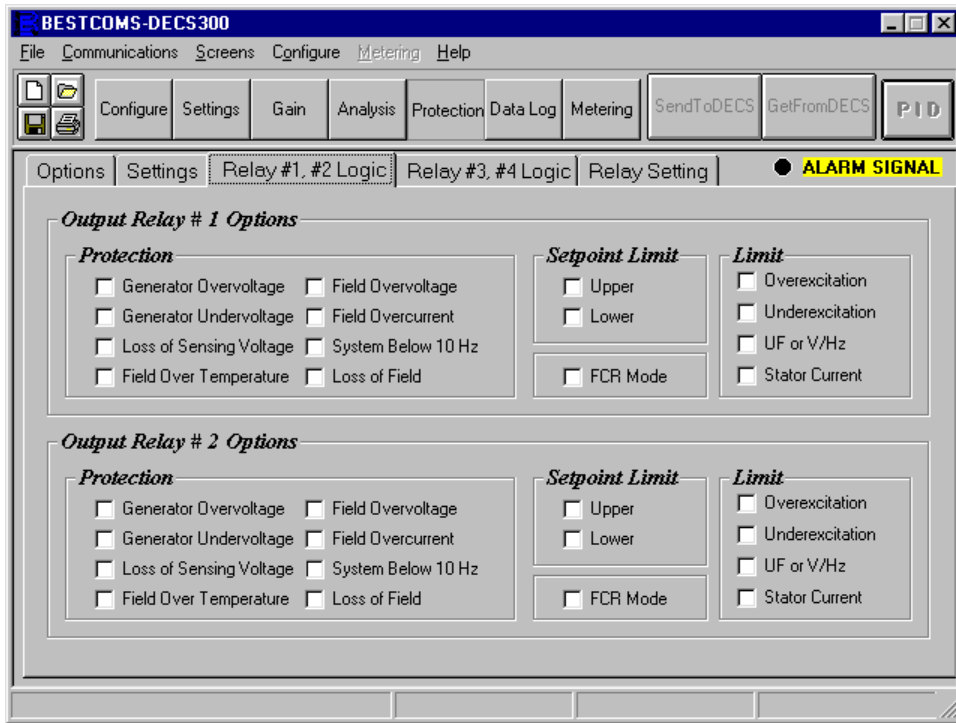 BESTCOMS-DECS300
File Communications Screens Configure Metering Help
Configure Settings Gain Analysis Protection Data Log Metering SendToDECS GetFromDECS PID
Options Settings Relay #1, #2 Logic Relay #3, #4 Logic Relay Setting ALARM SIGNAL
Output Relay # 1 Options
Protection Setpoint Limit Limit
Generator Overvoltage Field Overvoltage Upper Overexcitation
Generator Undervoltage Field Overcurrent Lower Underexcitation
Loss of Sensing Voltage System Below 10 Hz UF or V/Hz
Field Over Temperature Loss of Field FCR Mode Stator Current
Output Relay # 2 Options
Protection Setpoint Limit Limit
Generator Overvoltage Field Overvoltage Upper Overexcitation
Generator Undervoltage Field Overcurrent Lower Underexcitation
Loss of Sensing Voltage System Below 10 Hz UF or V/Hz
Field Over Temperature Loss of Field FCR Mode Stator Current